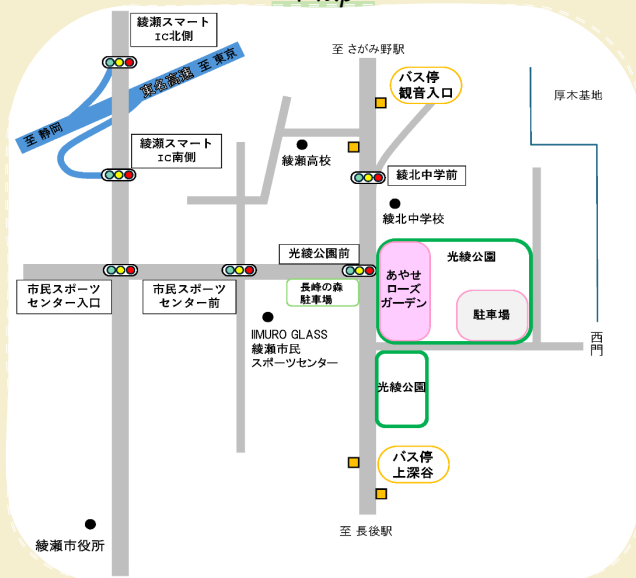 Map
綾瀬スマート
IC北側
至 さがみ野駅
東名高速 至 東京
バス停
観音入口
厚木基地
至 静岡
綾瀬スマート
IC南側
綾瀬高校
綾北中学前
綾北中学校
光綾公園前
光綾公園
あやせ
ローズ
ガーデン
市民スポーツ
センター入口
市民スポーツ
センター前
長峰の森
駐車場
駐車場
IIMURO GLASS
綾瀬市民
スポーツセンター
西門
光綾公園
バス停
上深谷
至 長後駅
綾瀬市役所